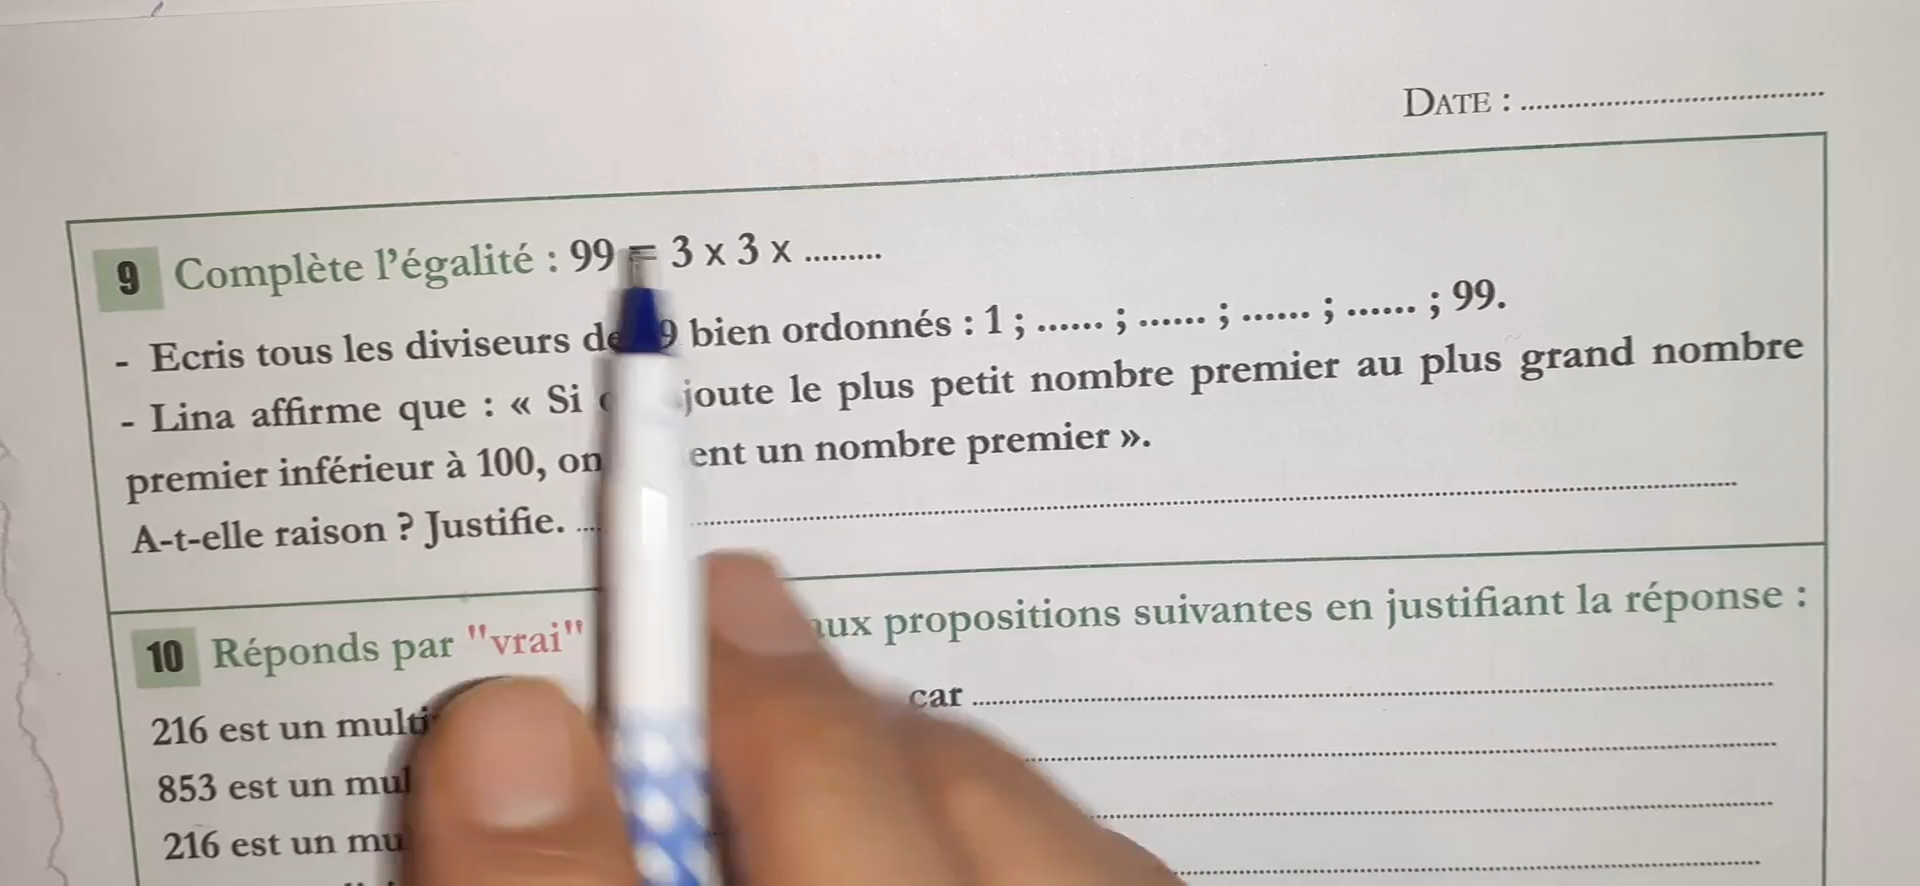 DATE : ....................
9 Complète l'égalité : 99 = 3 x 3 x .........
- Ecris tous les diviseurs de 9 bien ordonnés : 1 ; ...... ; ...... ; ...... ; ...... ; 99.
- Lina affirme que : « Si joute le plus petit nombre premier au plus grand nombre
premier inférieur à 100, on ent un nombre premier ».
A-t-elle raison ? Justifie. ....................
10 Réponds par "vrai" aux propositions suivantes en justifiant la réponse :
216 est un multi car ....................
853 est un mul ....................
216 est un mu ....................